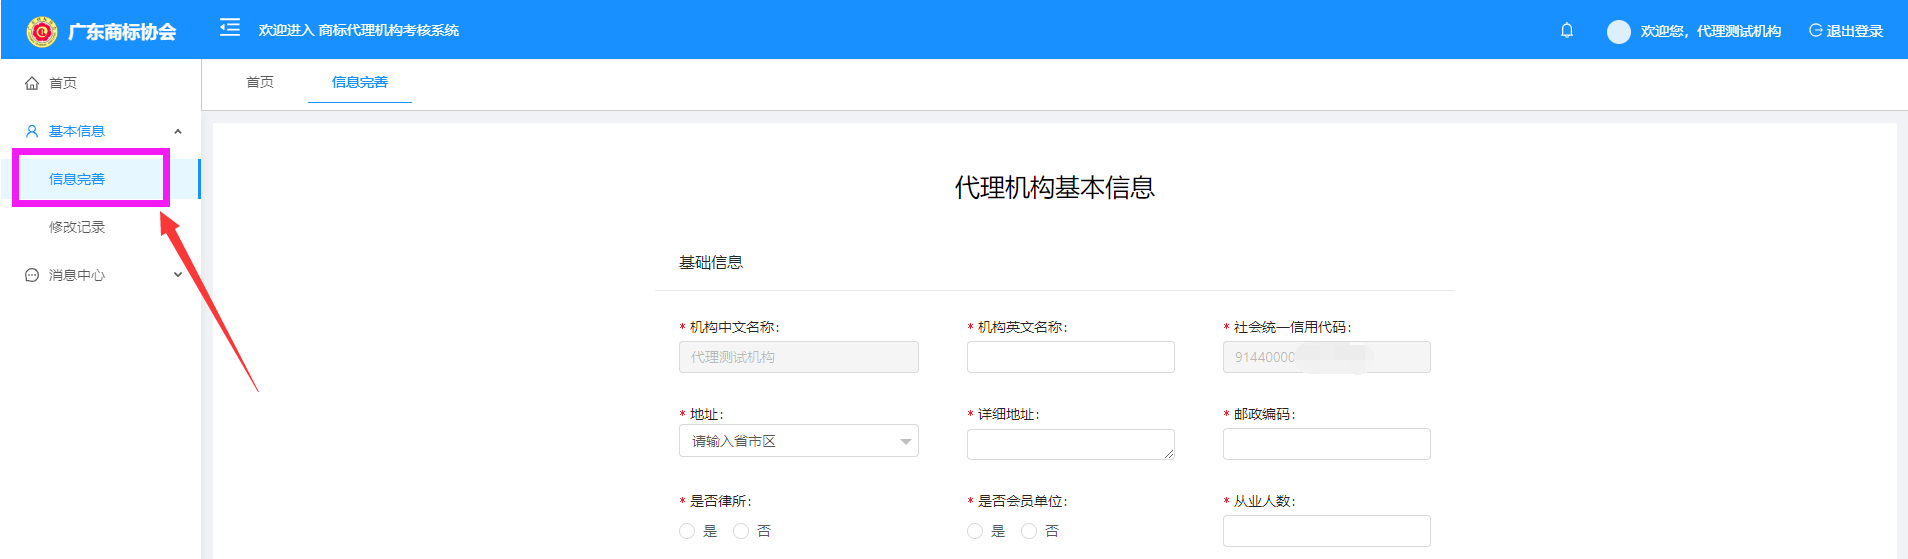 广东商标协会
欢迎进入 商标代理机构考核系统
欢迎您，代理测试机构
退出登录
首页
基本信息
信息完善
修改记录
消息中心
首页 信息完善
代理机构基本信息
基础信息
* 机构中文名称: * 机构英文名称: * 社会统一信用代码:
代理测试机构 91440000
* 地址: * 详细地址: * 邮政编码:
请输入省市区
* 是否律所: * 是否会员单位: * 从业人数:
是 否 是 否